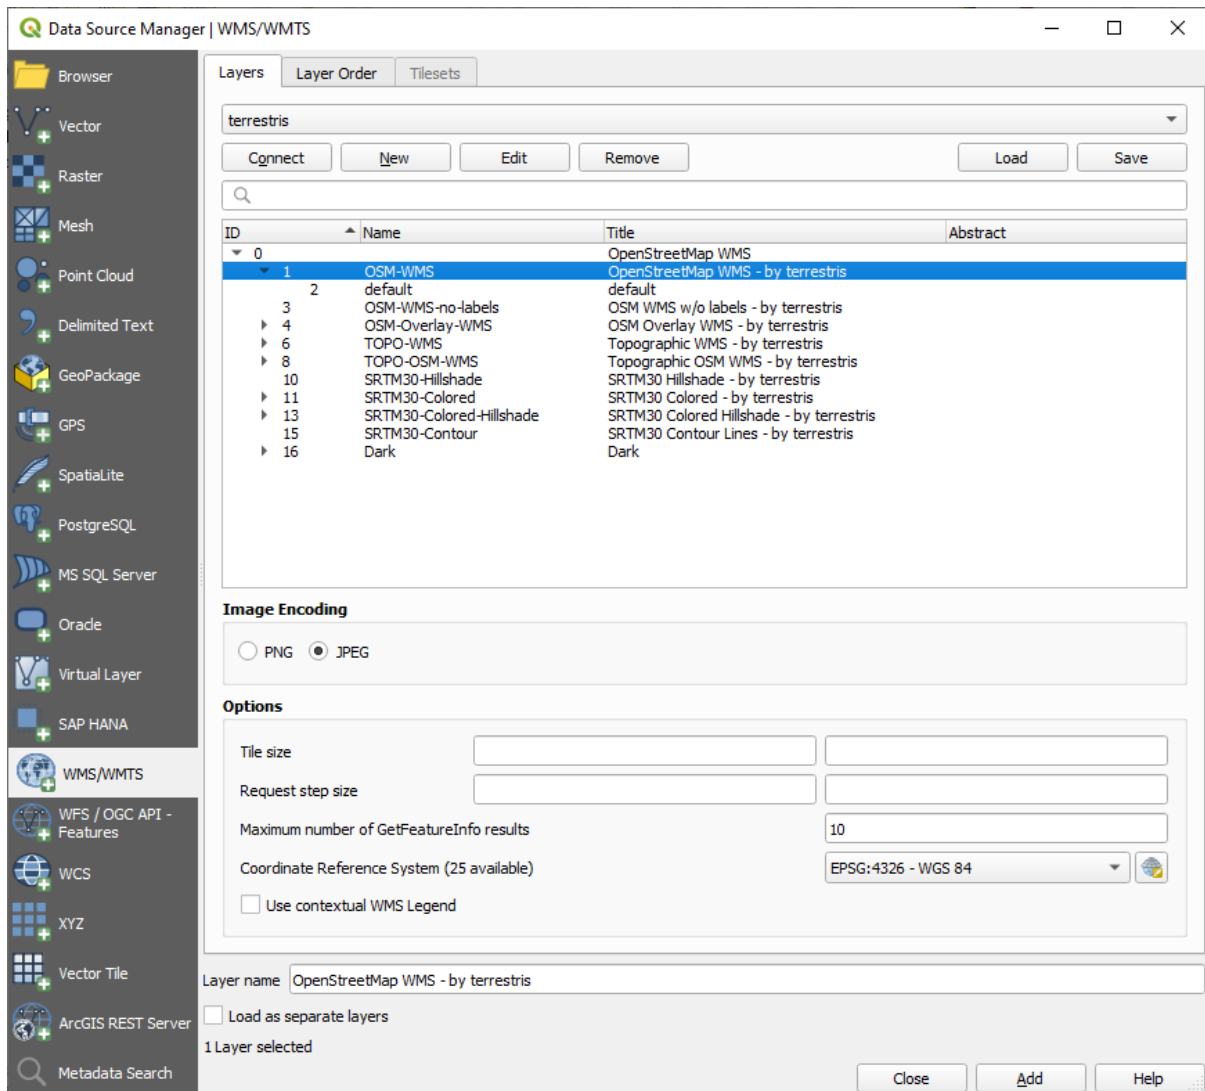 Data Source Manager | WMS/WMTS
Browser
Vector
Raster
Mesh
Point Cloud
Delimited Text
GeoPackage
GPS
SpatiaLite
PostgreSQL
MS SQL Server
Oracle
Virtual Layer
SAP HANA
WMS/WMTS
WFS / OGC API -
Features
WCS
XYZ
Vector Tile
ArcGIS REST Server
Metadata Search
Layers Layer Order Tilesets
terrestris
Connect New Edit Remove Load Save
ID Name Title Abstract
0 OpenStreetMap WMS
1 OSM-WMS OpenStreetMap WMS - by terrestris
2 default default
3 OSM-WMS-no-labels OSM WMS w/o labels - by terrestris
4 OSM-Overlay-WMS OSM Overlay WMS - by terrestris
6 TOPO-WMS Topographic WMS - by terrestris
8 TOPO-OSM-WMS Topographic OSM WMS - by terrestris
10 SRTM30-Hillshade SRTM30 Hillshade - by terrestris
11 SRTM30-Colored SRTM30 Colored - by terrestris
13 SRTM30-Colored-Hillshade SRTM30 Colored Hillshade - by terrestris
15 SRTM30-Contour SRTM30 Contour Lines - by terrestris
16 Dark Dark
Image Encoding
PNG JPEG
Options
Tile size
Request step size
Maximum number of GetFeatureInfo results 10
Coordinate Reference System (25 available) EPSG:4326 - WGS 84
Use contextual WMS Legend
Layer name OpenStreetMap WMS - by terrestris
Load as separate layers
1 Layer selected
Close Add Help